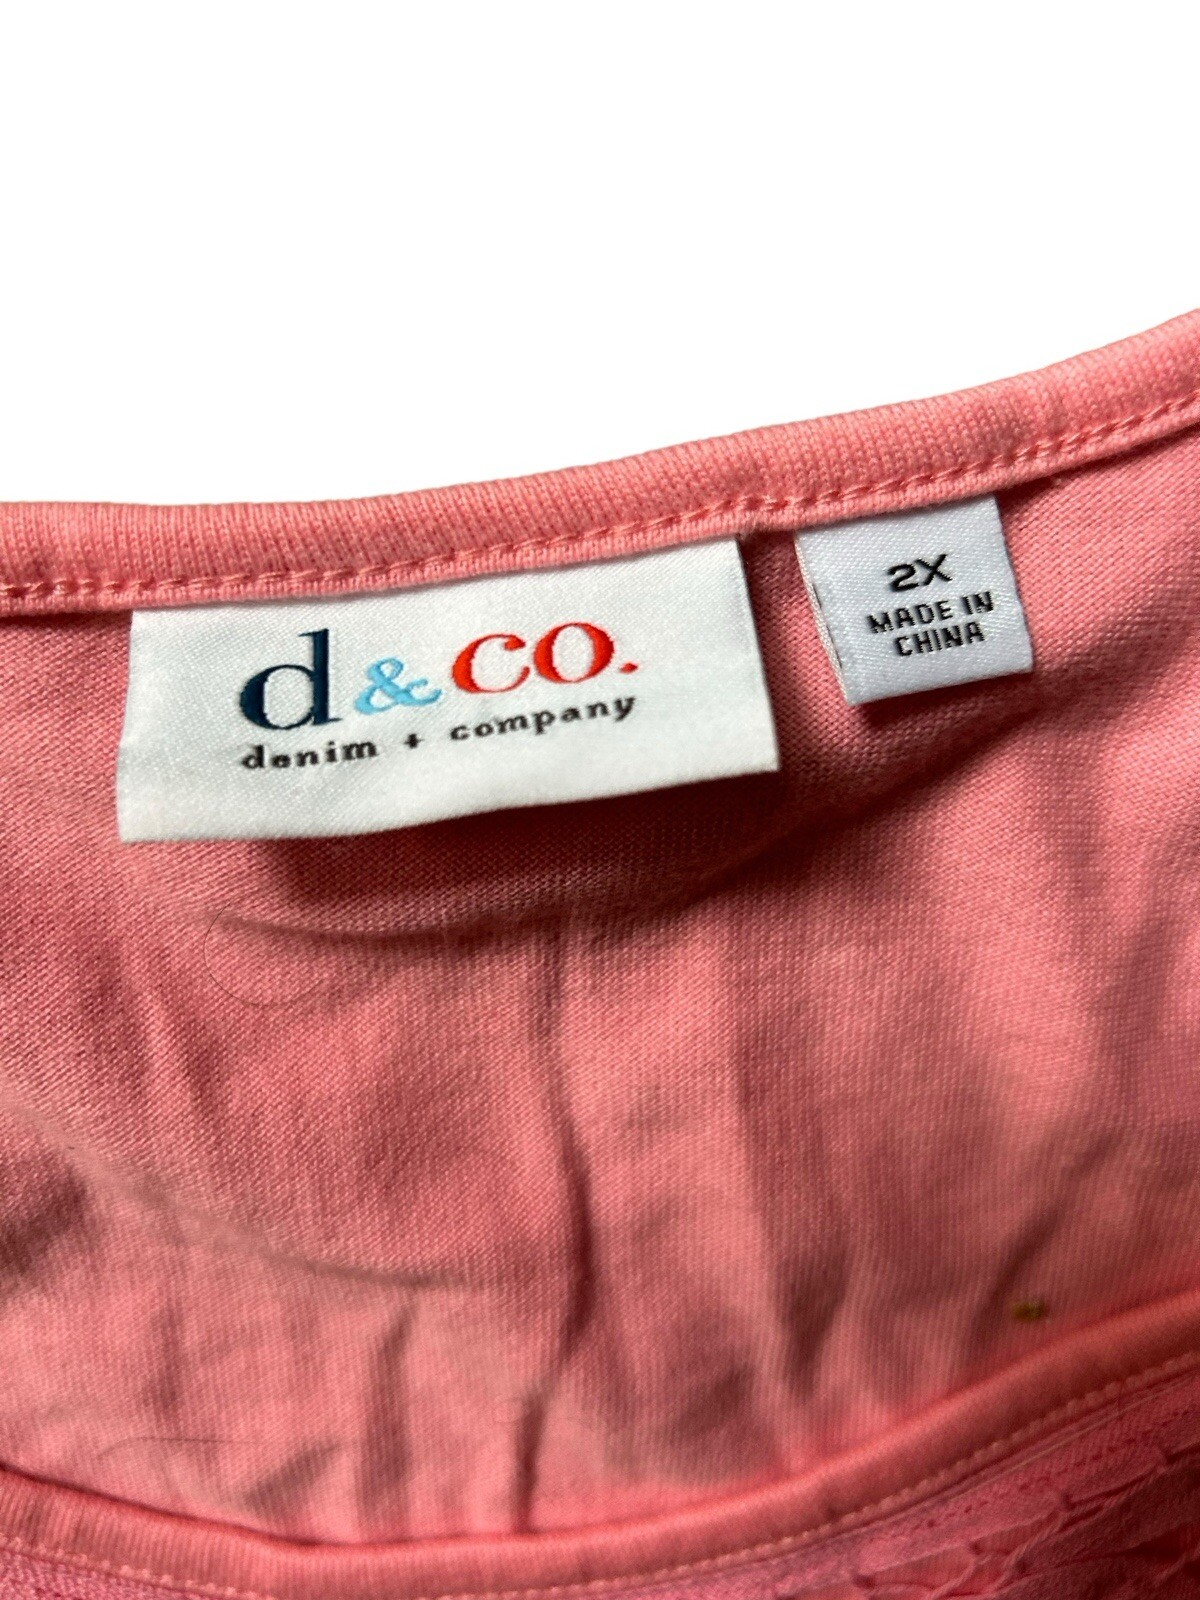 d & co.
denim + company
2X
MADE IN
CHINA